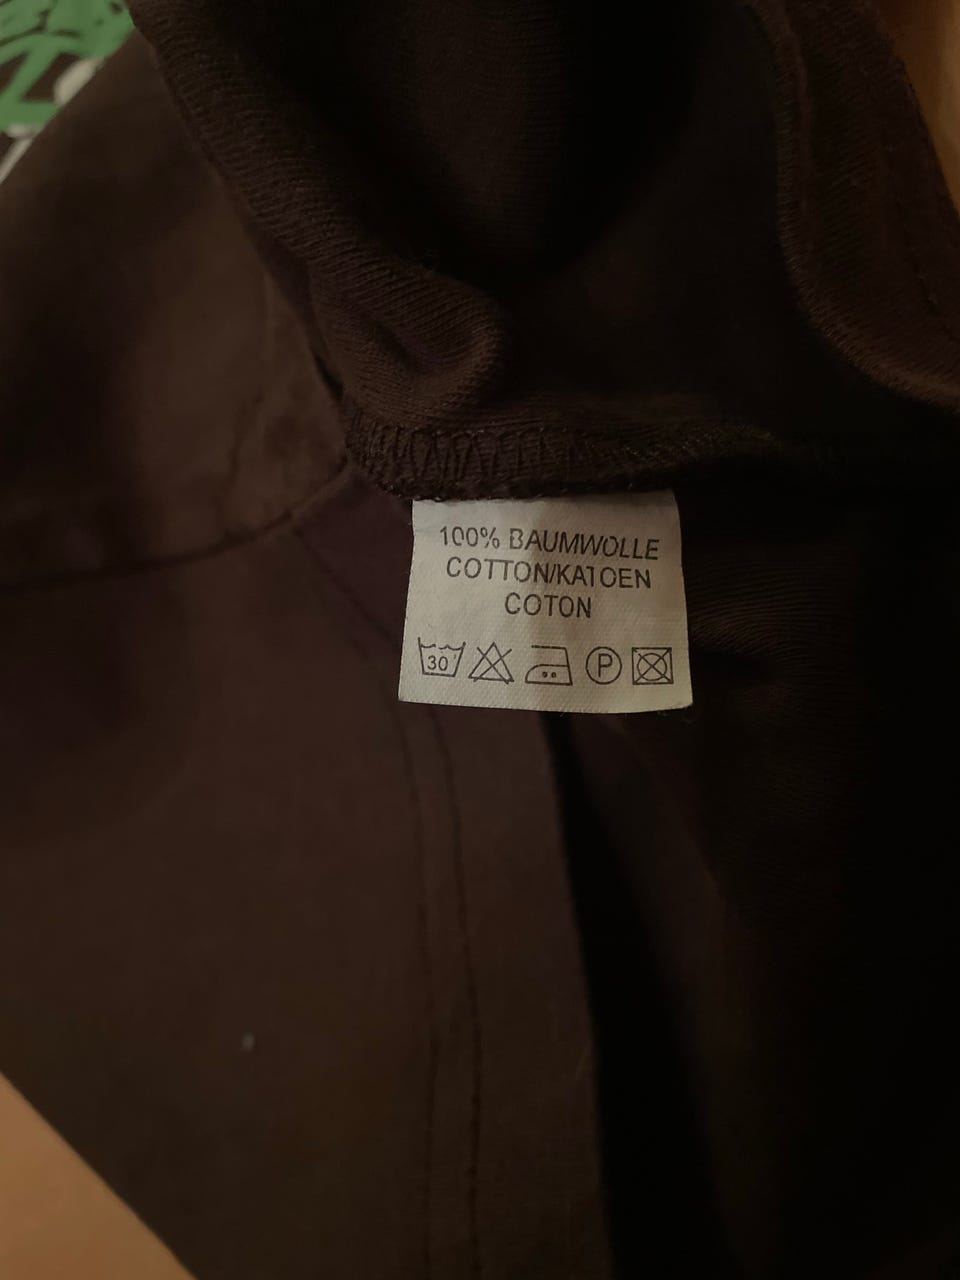 100% BAUMWOLLE
COTTON/KATOEN
COTON
30 P